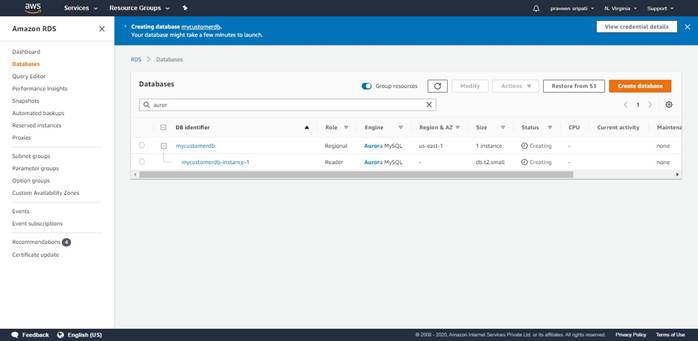 aws Services Resource Groups praveen sripati N. Virginia Support
Amazon RDS
Creating database mycustomerdb.
Your database might take a few minutes to launch.
View credential details
Dashboard
Databases
Query Editor
Performance Insights
Snapshots
Automated backups
Reserved instances
Proxies
Subnet groups
Parameter groups
Option groups
Custom Availability Zones
Events
Event subscriptions
Recommendations 4
Certificate update
RDS > Databases
Databases
Group resources Modify Actions Restore from S3 Create database
auror
1
DB identifier Role Engine Region & AZ Size Status CPU Current activity Maintena
mycustomerdb Regional Aurora MySQL us-east-1 1 instance Creating - none
mycustomerdb-instance-1 Reader Aurora MySQL - db.t2.small Creating - none
Feedback English (US) © 2008 - 2020, Amazon Internet Services Private Ltd. or its affiliates. All rights reserved. Privacy Policy Terms of Use